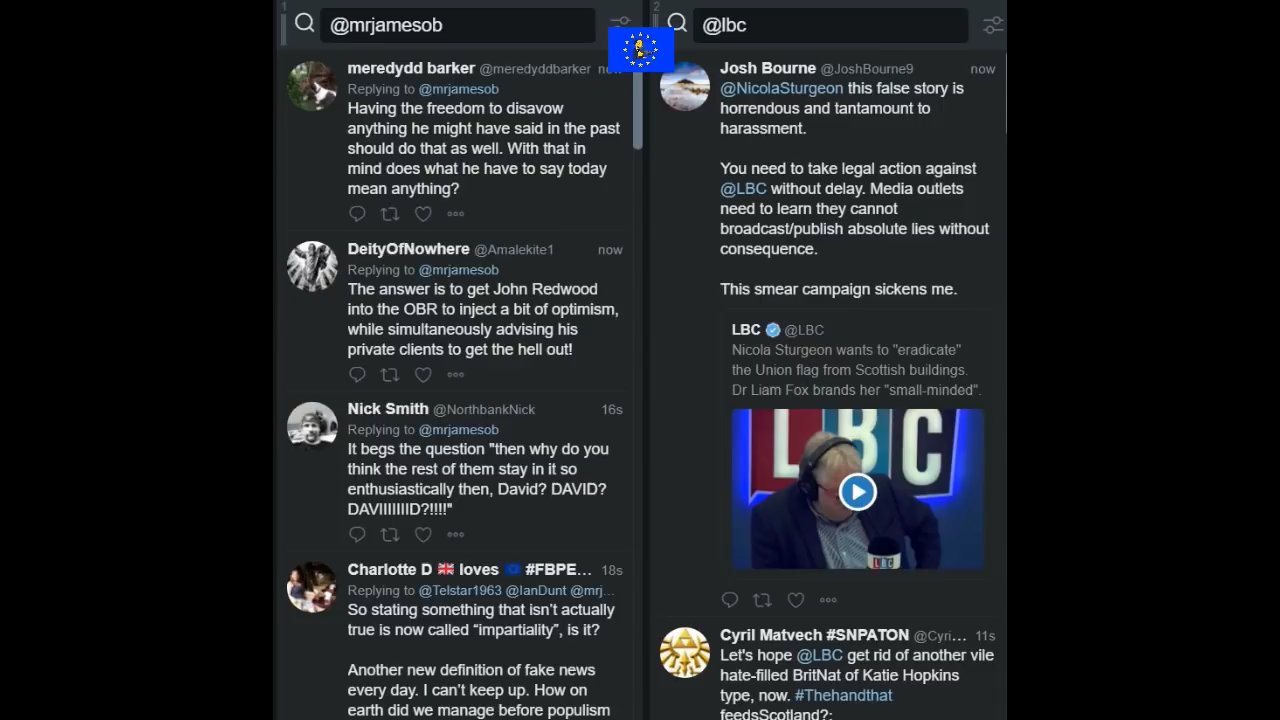 1
@mrjamesob
meredydd barker @meredyddbarker now
Replying to @mrjamesob
Having the freedom to disavow
anything he might have said in the past
should do that as well. With that in
mind does what he have to say today
mean anything?
DeityOfNowhere @Amalekite1 now
Replying to @mrjamesob
The answer is to get John Redwood
into the OBR to inject a bit of optimism,
while simultaneously advising his
private clients to get the hell out!
Nick Smith @NorthbankNick 16s
Replying to @mrjamesob
It begs the question "then why do you
think the rest of them stay in it so
enthusiastically then, David? DAVID?
DAVIIIIIIID?!!!!"
Charlotte D 🇬🇧 loves 🇪🇺 #FBPE... 18s
Replying to @Telstar1963 @IanDunt @mrj...
So stating something that isn’t actually
true is now called “impartiality”, is it?
Another new definition of fake news
every day. I can’t keep up. How on
earth did we manage before populism
2
@lbc
Josh Bourne @JoshBourne9 now
@NicolaSturgeon this false story is
horrendous and tantamount to
harassment.
You need to take legal action against
@LBC without delay. Media outlets
need to learn they cannot
broadcast/publish absolute lies without
consequence.
This smear campaign sickens me.
LBC @LBC
Nicola Sturgeon wants to "eradicate"
the Union flag from Scottish buildings.
Dr Liam Fox brands her "small-minded".
LBC
LBC
Cyril Matvech #SNPATON @Cyri... 11s
Let's hope @LBC get rid of another vile
hate-filled BritNat of Katie Hopkins
type, now. #Thehandthat
feedsScotland?: